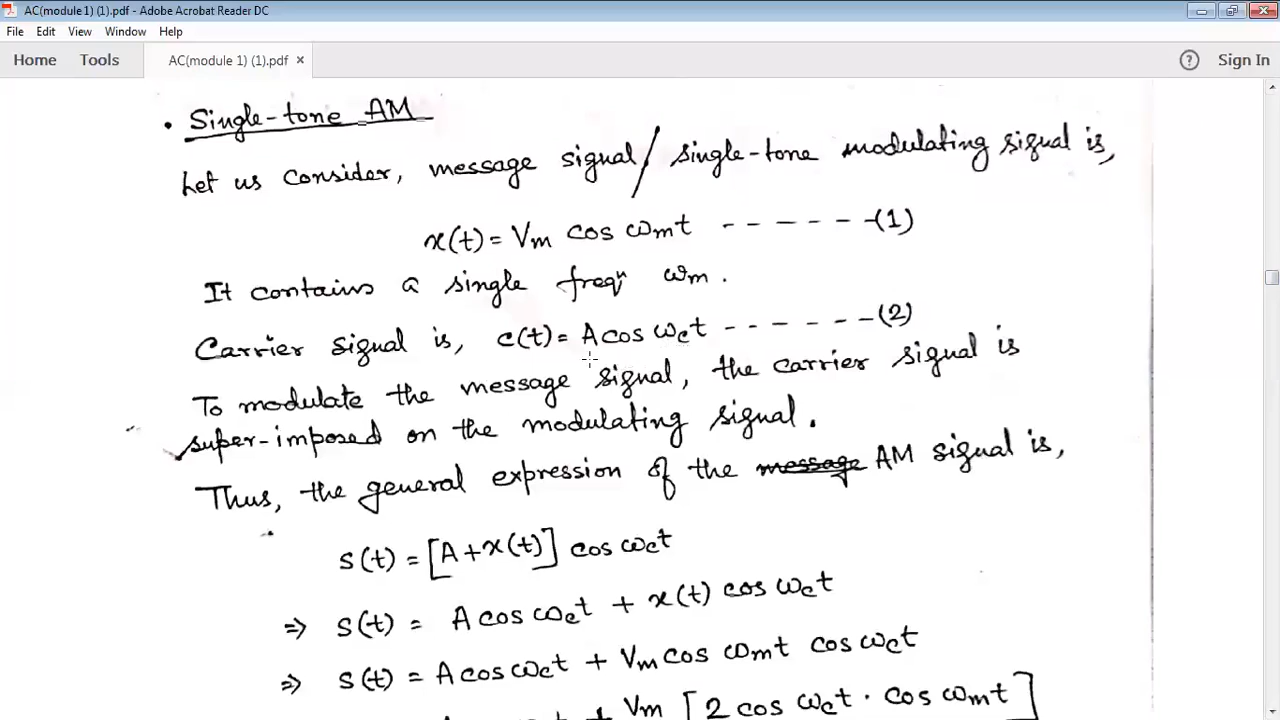 AC(module 1) (1).pdf - Adobe Acrobat Reader DC
File Edit View Window Help
Home Tools AC(module 1) (1).pdf × ? Sign In
• Single-tone AM
Let us consider, message signal / single-tone modulating signal is,
x(t) = Vm cos ωmt ------- (1)
It contains a single freqⁿ ωm.
Carrier signal is, c(t) = A cos ωct ------- (2)
To modulate the message signal, the carrier signal is
super-imposed on the modulating signal.
Thus, the general expression of the message AM signal is,
s(t) = [A + x(t)] cos ωct
⇒ s(t) = A cos ωct + x(t) cos ωct
⇒ s(t) = A cos ωct + Vm cos ωmt cos ωct
+ Vm [2 cos ωct · cos ωmt]